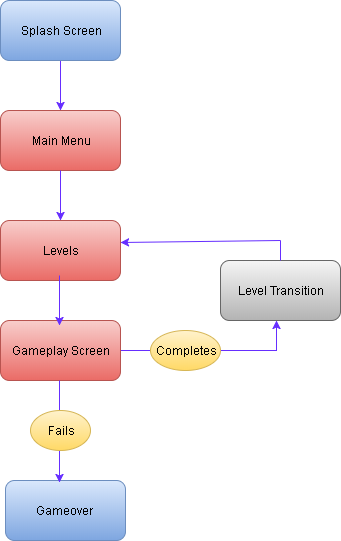 Splash Screen
Main Menu
Levels
Level Transition
Gameplay Screen
Completes
Fails
Gameover